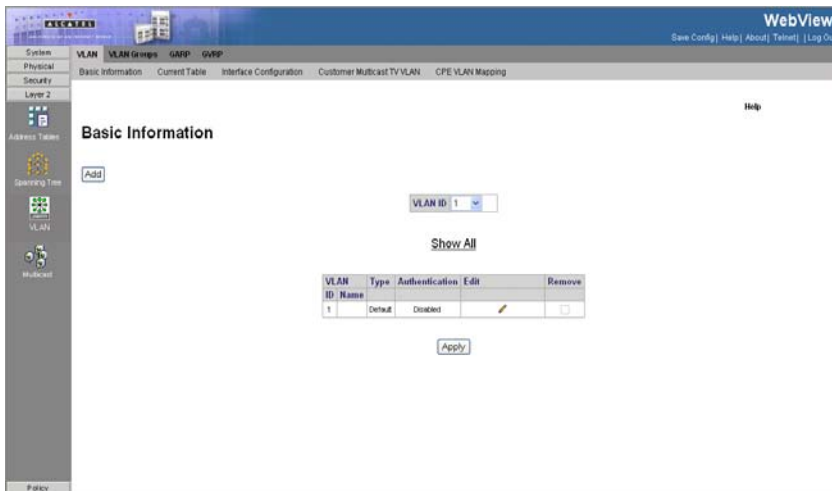 ALCATEL
WebView
Save Config| Help| About| Telnet| |Log Ou
System
Physical
Security
Layer 2
Address Tables
Spanning Tree
VLAN
Multicast
Policy
VLAN VLAN Groups GARP GVRP
Basic Information Current Table Interface Configuration Customer Multicast TV VLAN CPE VLAN Mapping
Help
Basic Information
Add
VLAN ID 1
Show All
VLAN Type Authentication Edit Remove
ID Name
1 Default Disabled
Apply